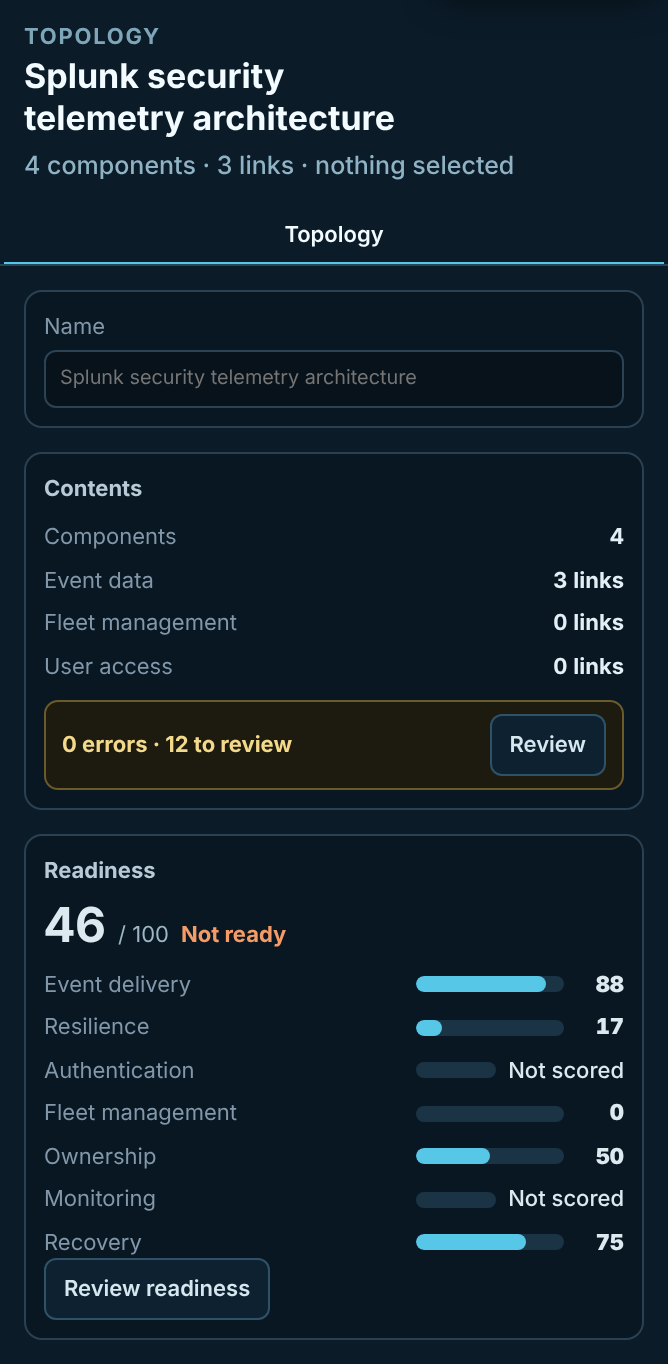 TOPOLOGY
Splunk security
telemetry architecture
4 components · 3 links · nothing selected
Topology
Name
Splunk security telemetry architecture
Contents
Components 4
Event data 3 links
Fleet management 0 links
User access 0 links
0 errors · 12 to review Review
Readiness
46 / 100 Not ready
Event delivery 88
Resilience 17
Authentication Not scored
Fleet management 0
Ownership 50
Monitoring Not scored
Recovery 75
Review readiness